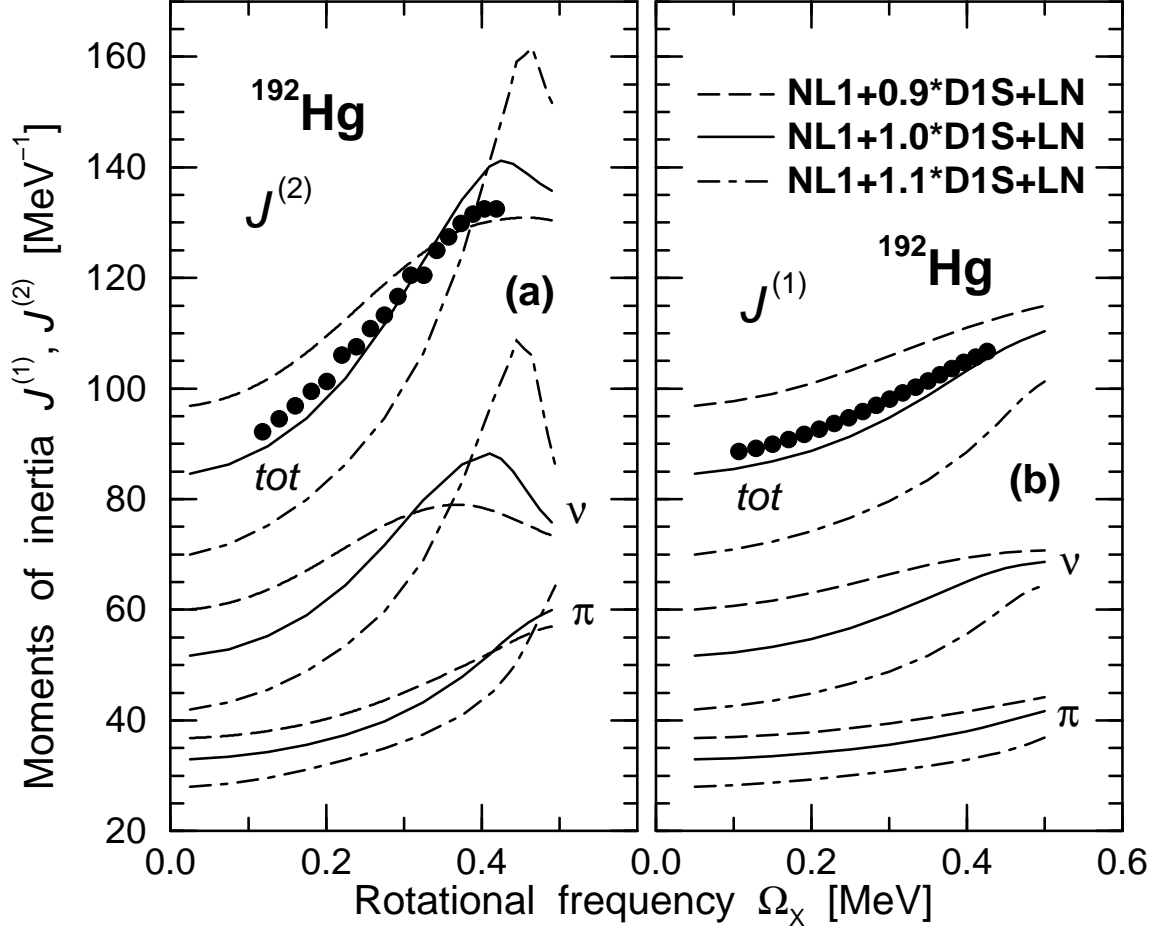 Moments of inertia J⁽¹⁾, J⁽²⁾ [MeV⁻¹]
160
140
120
100
80
60
40
20
¹⁹²Hg
J⁽²⁾
(a)
tot
ν
π
0.0 0.2 0.4
NL1+0.9*D1S+LN
NL1+1.0*D1S+LN
NL1+1.1*D1S+LN
¹⁹²Hg
J⁽¹⁾
(b)
tot
ν
π
0.0 0.2 0.4 0.6
Rotational frequency Ωₓ [MeV]